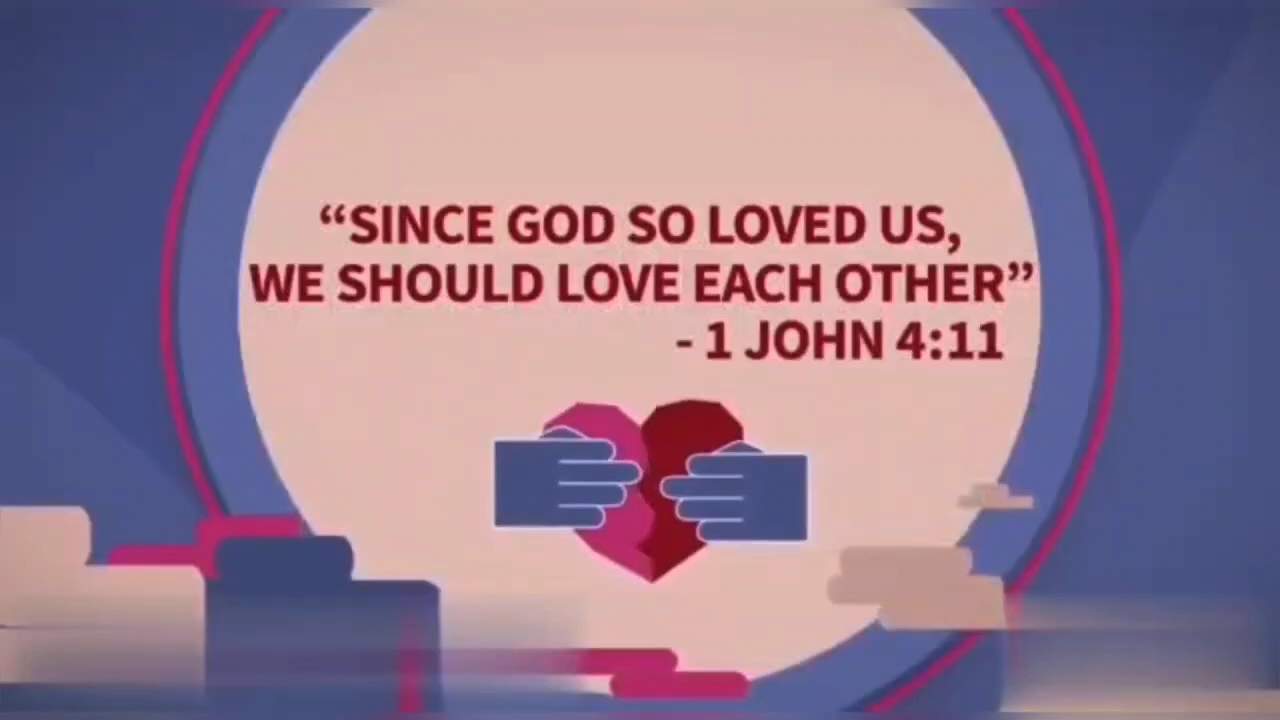 “SINCE GOD SO LOVED US,
WE SHOULD LOVE EACH OTHER”
- 1 JOHN 4:11